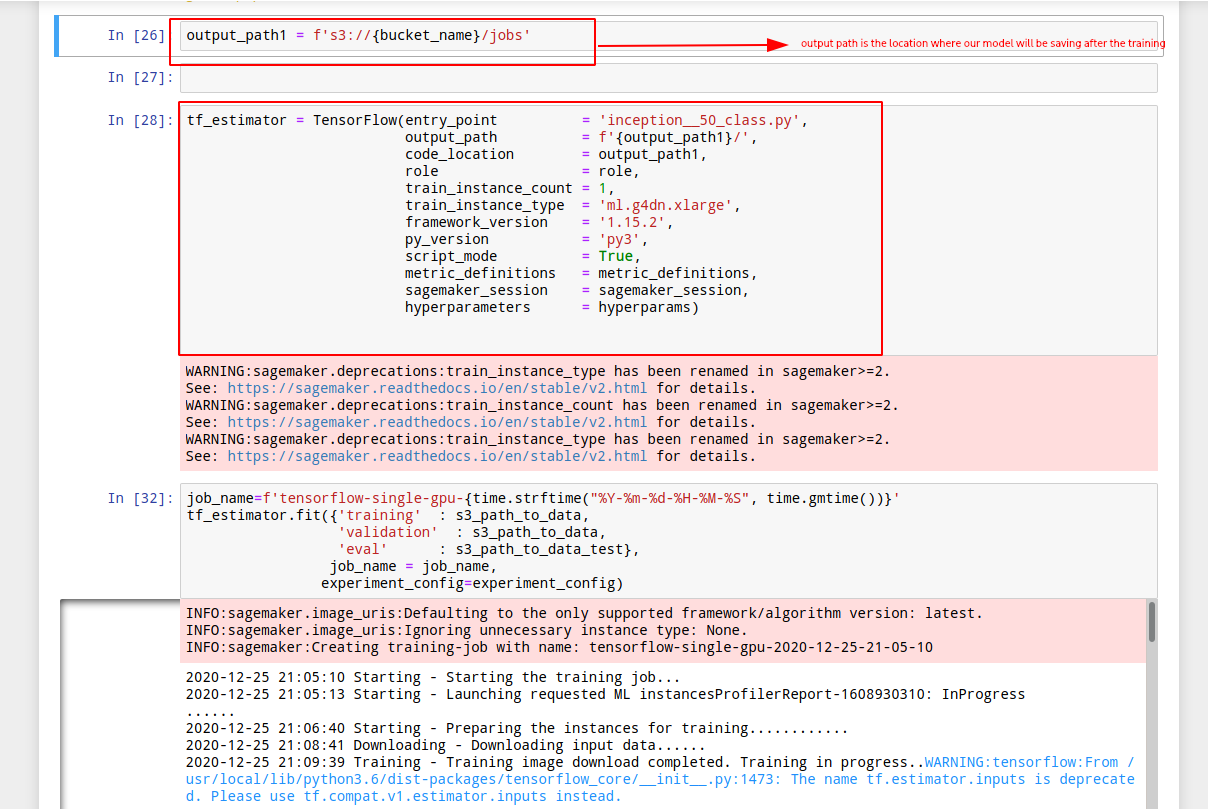 In [26]: output_path1 = f's3://{bucket_name}/jobs'
output path is the location where our model will be saving after the training
In [27]:
In [28]: tf_estimator = TensorFlow(entry_point = 'inception__50_class.py',
output_path = f'{output_path1}/',
code_location = output_path1,
role = role,
train_instance_count = 1,
train_instance_type = 'ml.g4dn.xlarge',
framework_version = '1.15.2',
py_version = 'py3',
script_mode = True,
metric_definitions = metric_definitions,
sagemaker_session = sagemaker_session,
hyperparameters = hyperparams)
WARNING:sagemaker.deprecations:train_instance_type has been renamed in sagemaker>=2.
See: https://sagemaker.readthedocs.io/en/stable/v2.html for details.
WARNING:sagemaker.deprecations:train_instance_count has been renamed in sagemaker>=2.
See: https://sagemaker.readthedocs.io/en/stable/v2.html for details.
WARNING:sagemaker.deprecations:train_instance_type has been renamed in sagemaker>=2.
See: https://sagemaker.readthedocs.io/en/stable/v2.html for details.
In [32]: job_name=f'tensorflow-single-gpu-{time.strftime("%Y-%m-%d-%H-%M-%S", time.gmtime())}'
tf_estimator.fit({'training' : s3_path_to_data,
'validation' : s3_path_to_data,
'eval' : s3_path_to_data_test},
job_name = job_name,
experiment_config=experiment_config)
INFO:sagemaker.image_uris:Defaulting to the only supported framework/algorithm version: latest.
INFO:sagemaker.image_uris:Ignoring unnecessary instance type: None.
INFO:sagemaker:Creating training-job with name: tensorflow-single-gpu-2020-12-25-21-05-10
2020-12-25 21:05:10 Starting - Starting the training job...
2020-12-25 21:05:13 Starting - Launching requested ML instancesProfilerReport-1608930310: InProgress
......
2020-12-25 21:06:40 Starting - Preparing the instances for training............
2020-12-25 21:08:41 Downloading - Downloading input data......
2020-12-25 21:09:39 Training - Training image download completed. Training in progress..WARNING:tensorflow:From /
usr/local/lib/python3.6/dist-packages/tensorflow_core/__init__.py:1473: The name tf.estimator.inputs is deprecate
d. Please use tf.compat.v1.estimator.inputs instead.